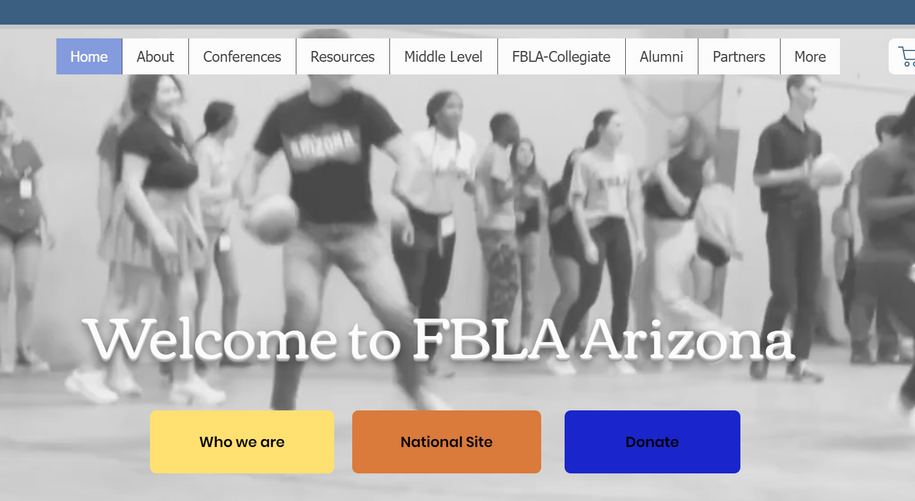 Home About Conferences Resources Middle Level FBLA-Collegiate Alumni Partners More
ARIZONA
Welcome to FBLA Arizona
Who we are National Site Donate